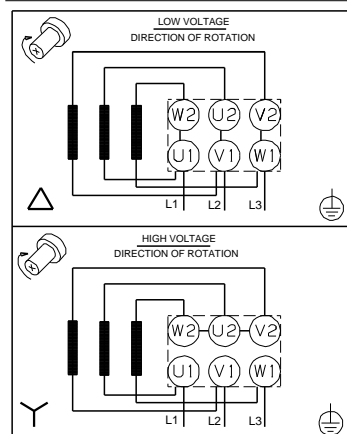 LOW VOLTAGE
DIRECTION OF ROTATION
W2 U2 V2
U1 V1 W1
L1 L2 L3
HIGH VOLTAGE
DIRECTION OF ROTATION
W2 U2 V2
U1 V1 W1
L1 L2 L3